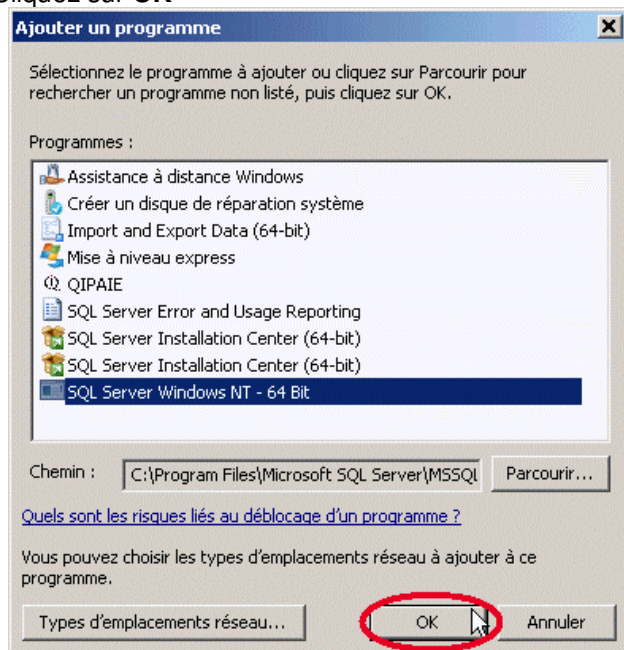 Cliquez sur OK
Ajouter un programme
Sélectionnez le programme à ajouter ou cliquez sur Parcourir pour
rechercher un programme non listé, puis cliquez sur OK.
Programmes :
Assistance à distance Windows
Créer un disque de réparation système
Import and Export Data (64-bit)
Mise à niveau express
QIPAIE
SQL Server Error and Usage Reporting
SQL Server Installation Center (64-bit)
SQL Server Installation Center (64-bit)
SQL Server Windows NT - 64 Bit
Chemin : C:\Program Files\Microsoft SQL Server\MSSQL Parcourir...
Quels sont les risques liés au déblocage d'un programme ?
Vous pouvez choisir les types d'emplacements réseau à ajouter à ce
programme.
Types d'emplacements réseau... OK Annuler